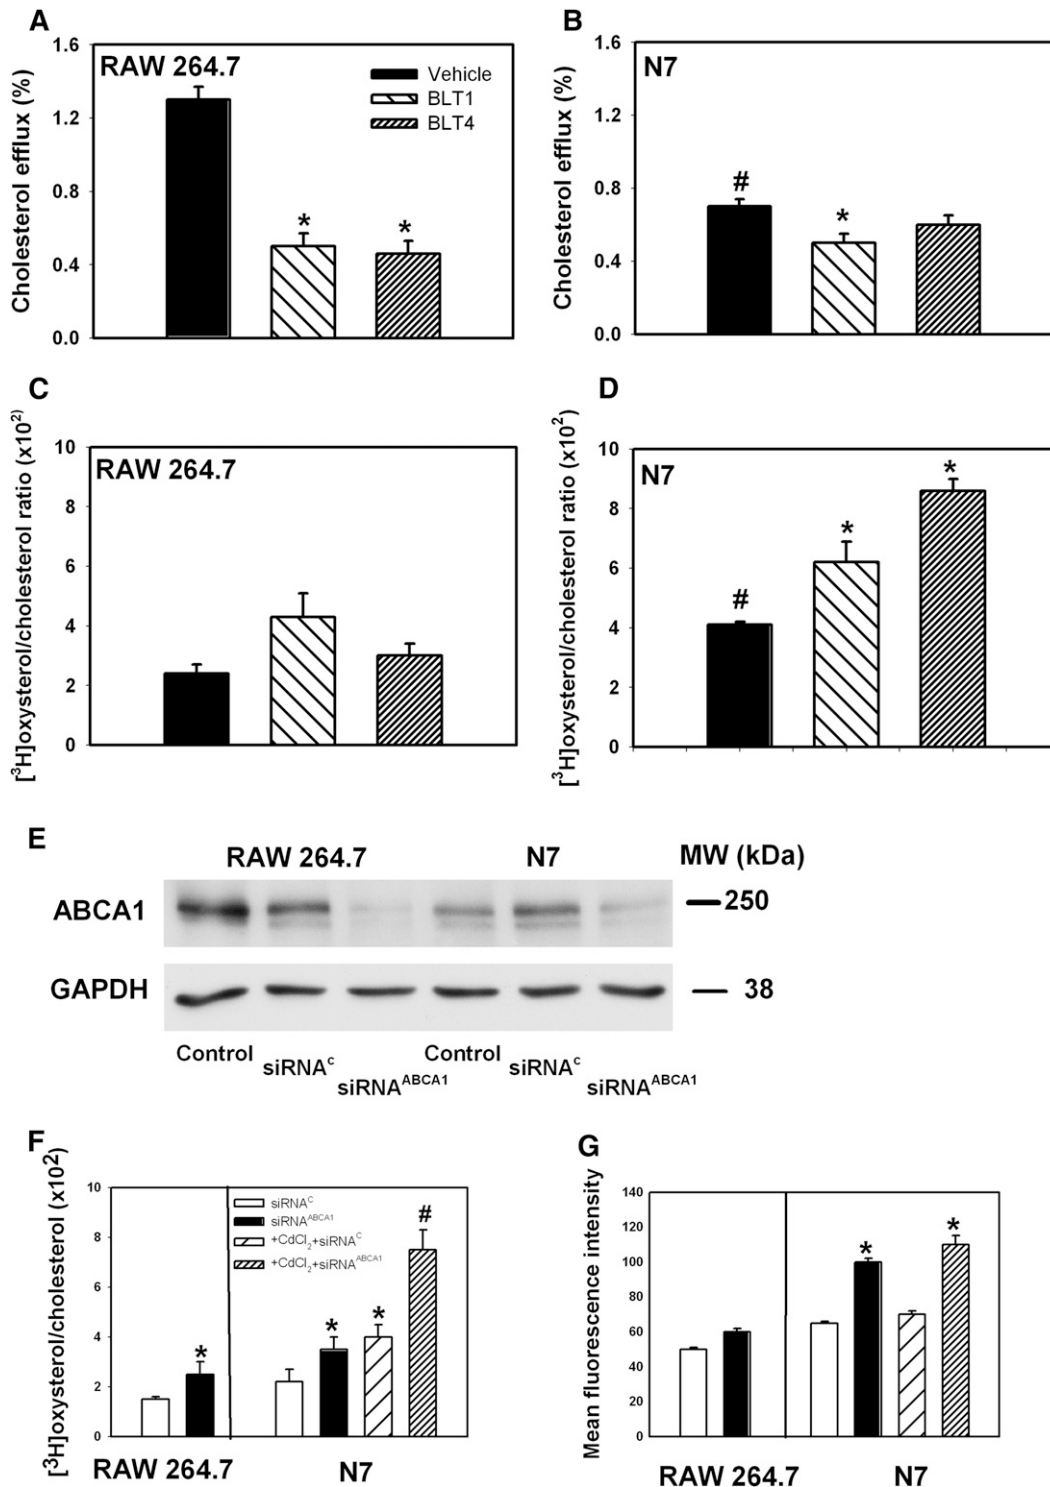 A
RAW 264.7
Vehicle
BLT1
BLT4
Cholesterol efflux (%)
1.6
1.2
0.8
0.4
0.0
*
*
B
N7
Cholesterol efflux (%)
1.6
1.2
0.8
0.4
0.0
#
*
C
RAW 264.7
[³H]oxysterol/cholesterol ratio (x10²)
10
8
6
4
2
0
D
N7
[³H]oxysterol/cholesterol ratio (x10²)
10
8
6
4
2
0
#
*
*
E
RAW 264.7 N7 MW (kDa)
ABCA1 250
GAPDH 38
Control siRNAᶜ siRNAᴬᴮᶜᴬ¹ Control siRNAᶜ siRNAᴬᴮᶜᴬ¹
F
[³H]oxysterol/cholesterol (x10²)
10
8
6
4
2
0
siRNAᶜ
siRNAᴬᴮᶜᴬ¹
+CdCl₂+siRNAᶜ
+CdCl₂+siRNAᴬᴮᶜᴬ¹
*
*
*
#
RAW 264.7 N7
G
Mean fluorescence intensity
140
120
100
80
60
40
20
0
*
*
RAW 264.7 N7